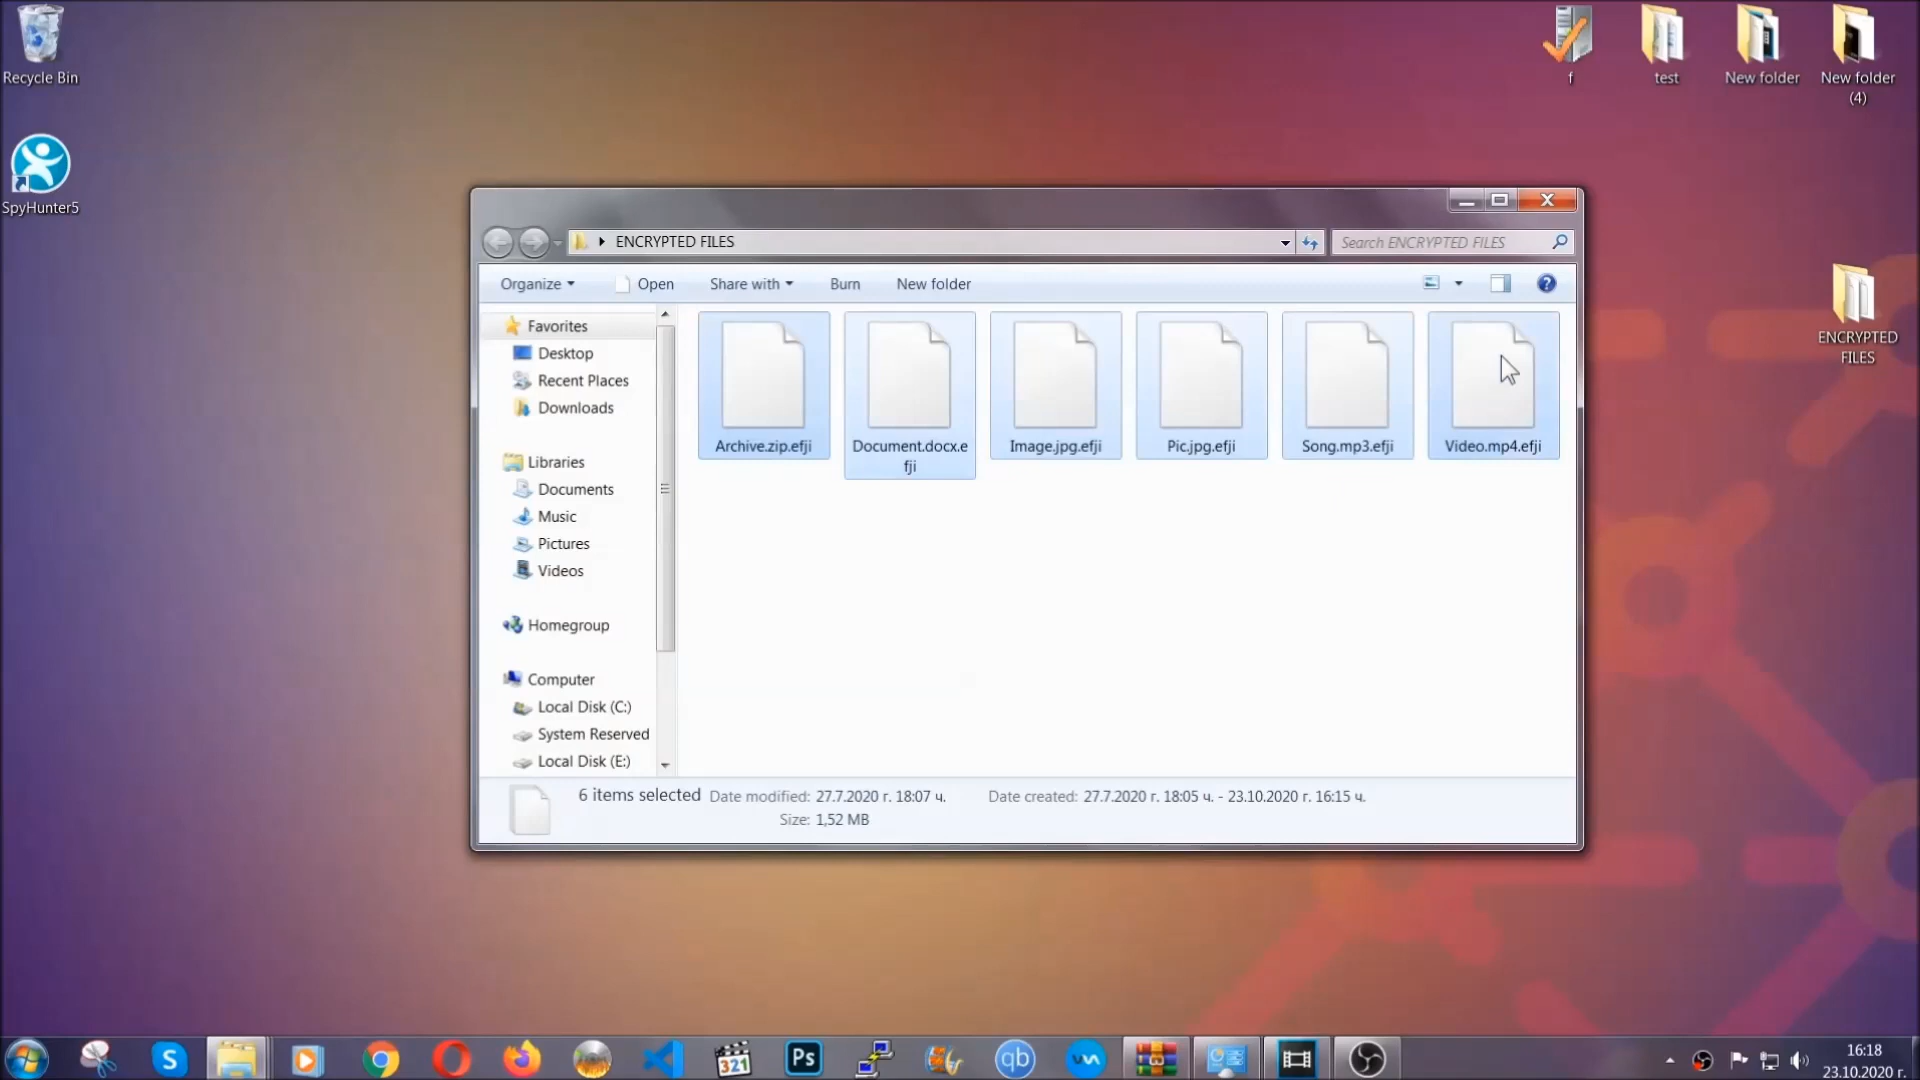 Recycle Bin
SpyHunter5
f
test
New folder
New folder
(4)
ENCRYPTED
FILES
ENCRYPTED FILES
Search ENCRYPTED FILES
Organize
Open
Share with
Burn
New folder
Favorites
Desktop
Recent Places
Downloads
Libraries
Documents
Music
Pictures
Videos
Homegroup
Computer
Local Disk (C:)
System Reserved
Local Disk (E:)
Archive.zip.efji
Document.docx.e
fji
Image.jpg.efji
Pic.jpg.efji
Song.mp3.efji
Video.mp4.efji
6 items selected
Date modified: 27.7.2020 г. 18:07 ч.
Date created: 27.7.2020 г. 18:05 ч. - 23.10.2020 г. 16:15 ч.
Size: 1,52 MB
S
321
Ps
qb
16:18
23.10.2020 г.